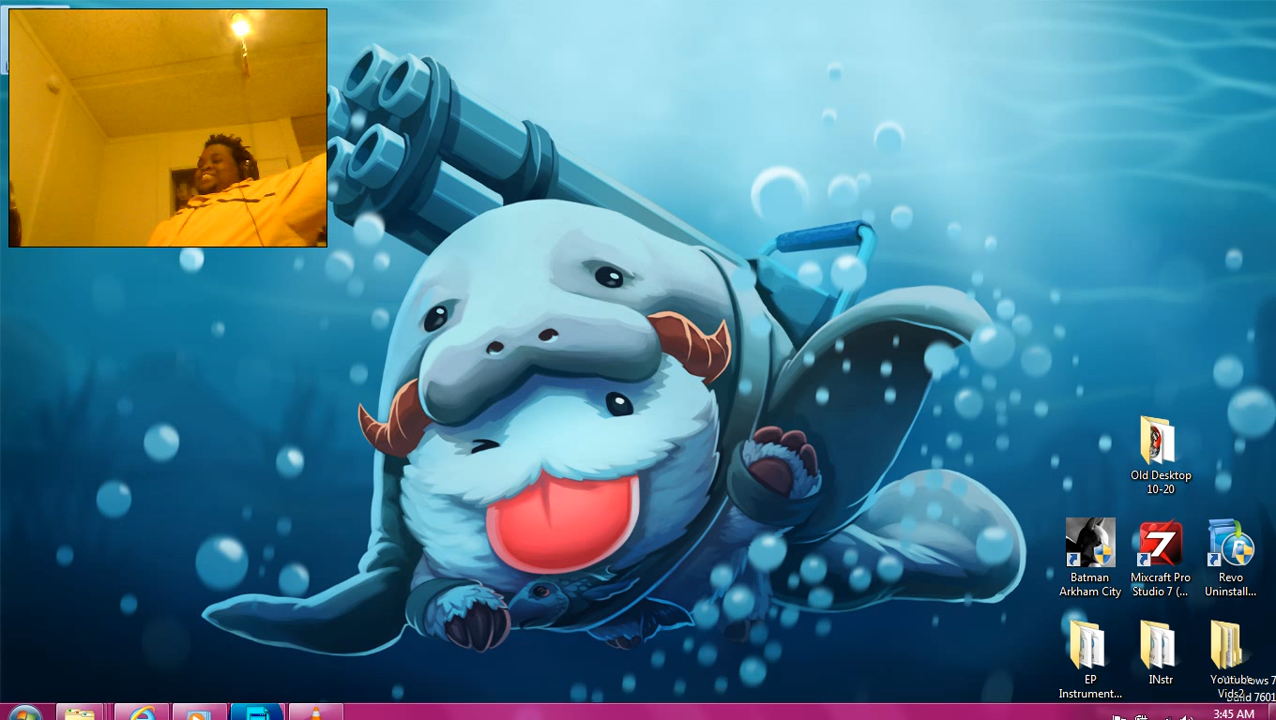 Old Desktop
10-20
Batman
Arkham City
Mixcraft Pro
Studio 7 (...
Revo
Uninstall...
EP
Instrument...
INstr
Youtube
Vids2
7601
3:45 AM